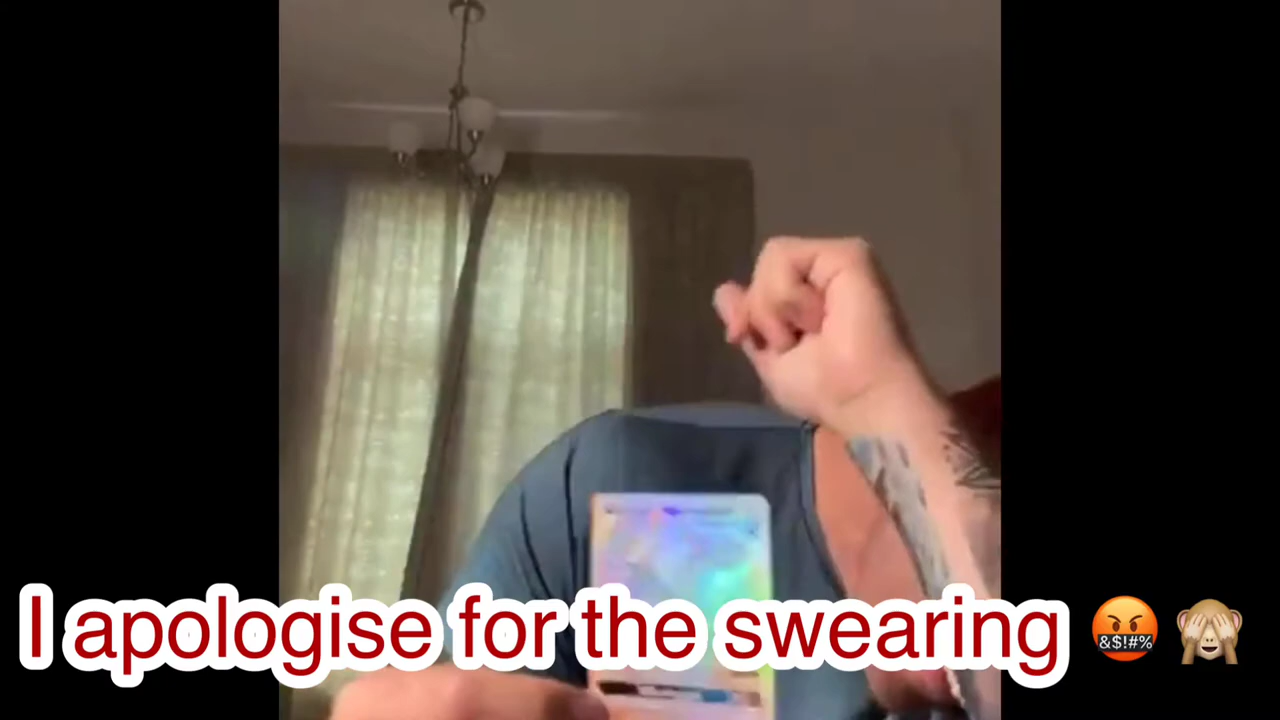 I apologise for the swearing 🤬 🙈